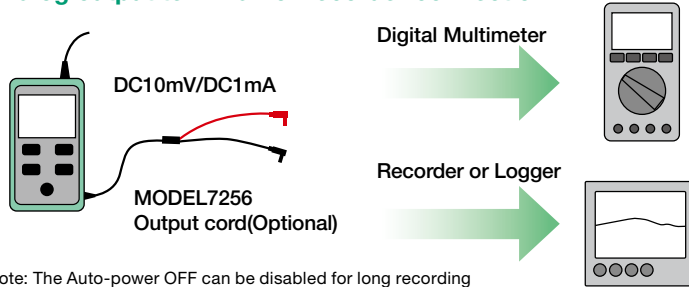 Digital Multimeter
DC10mV/DC1mA
Recorder or Logger
MODEL7256
Output cord(Optional)
ote: The Auto-power OFF can be disabled for long recording